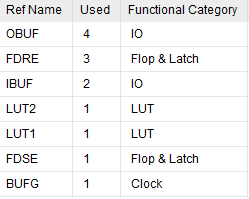 Ref Name Used Functional Category
OBUF 4 IO
FDRE 3 Flop & Latch
IBUF 2 IO
LUT2 1 LUT
LUT1 1 LUT
FDSE 1 Flop & Latch
BUFG 1 Clock